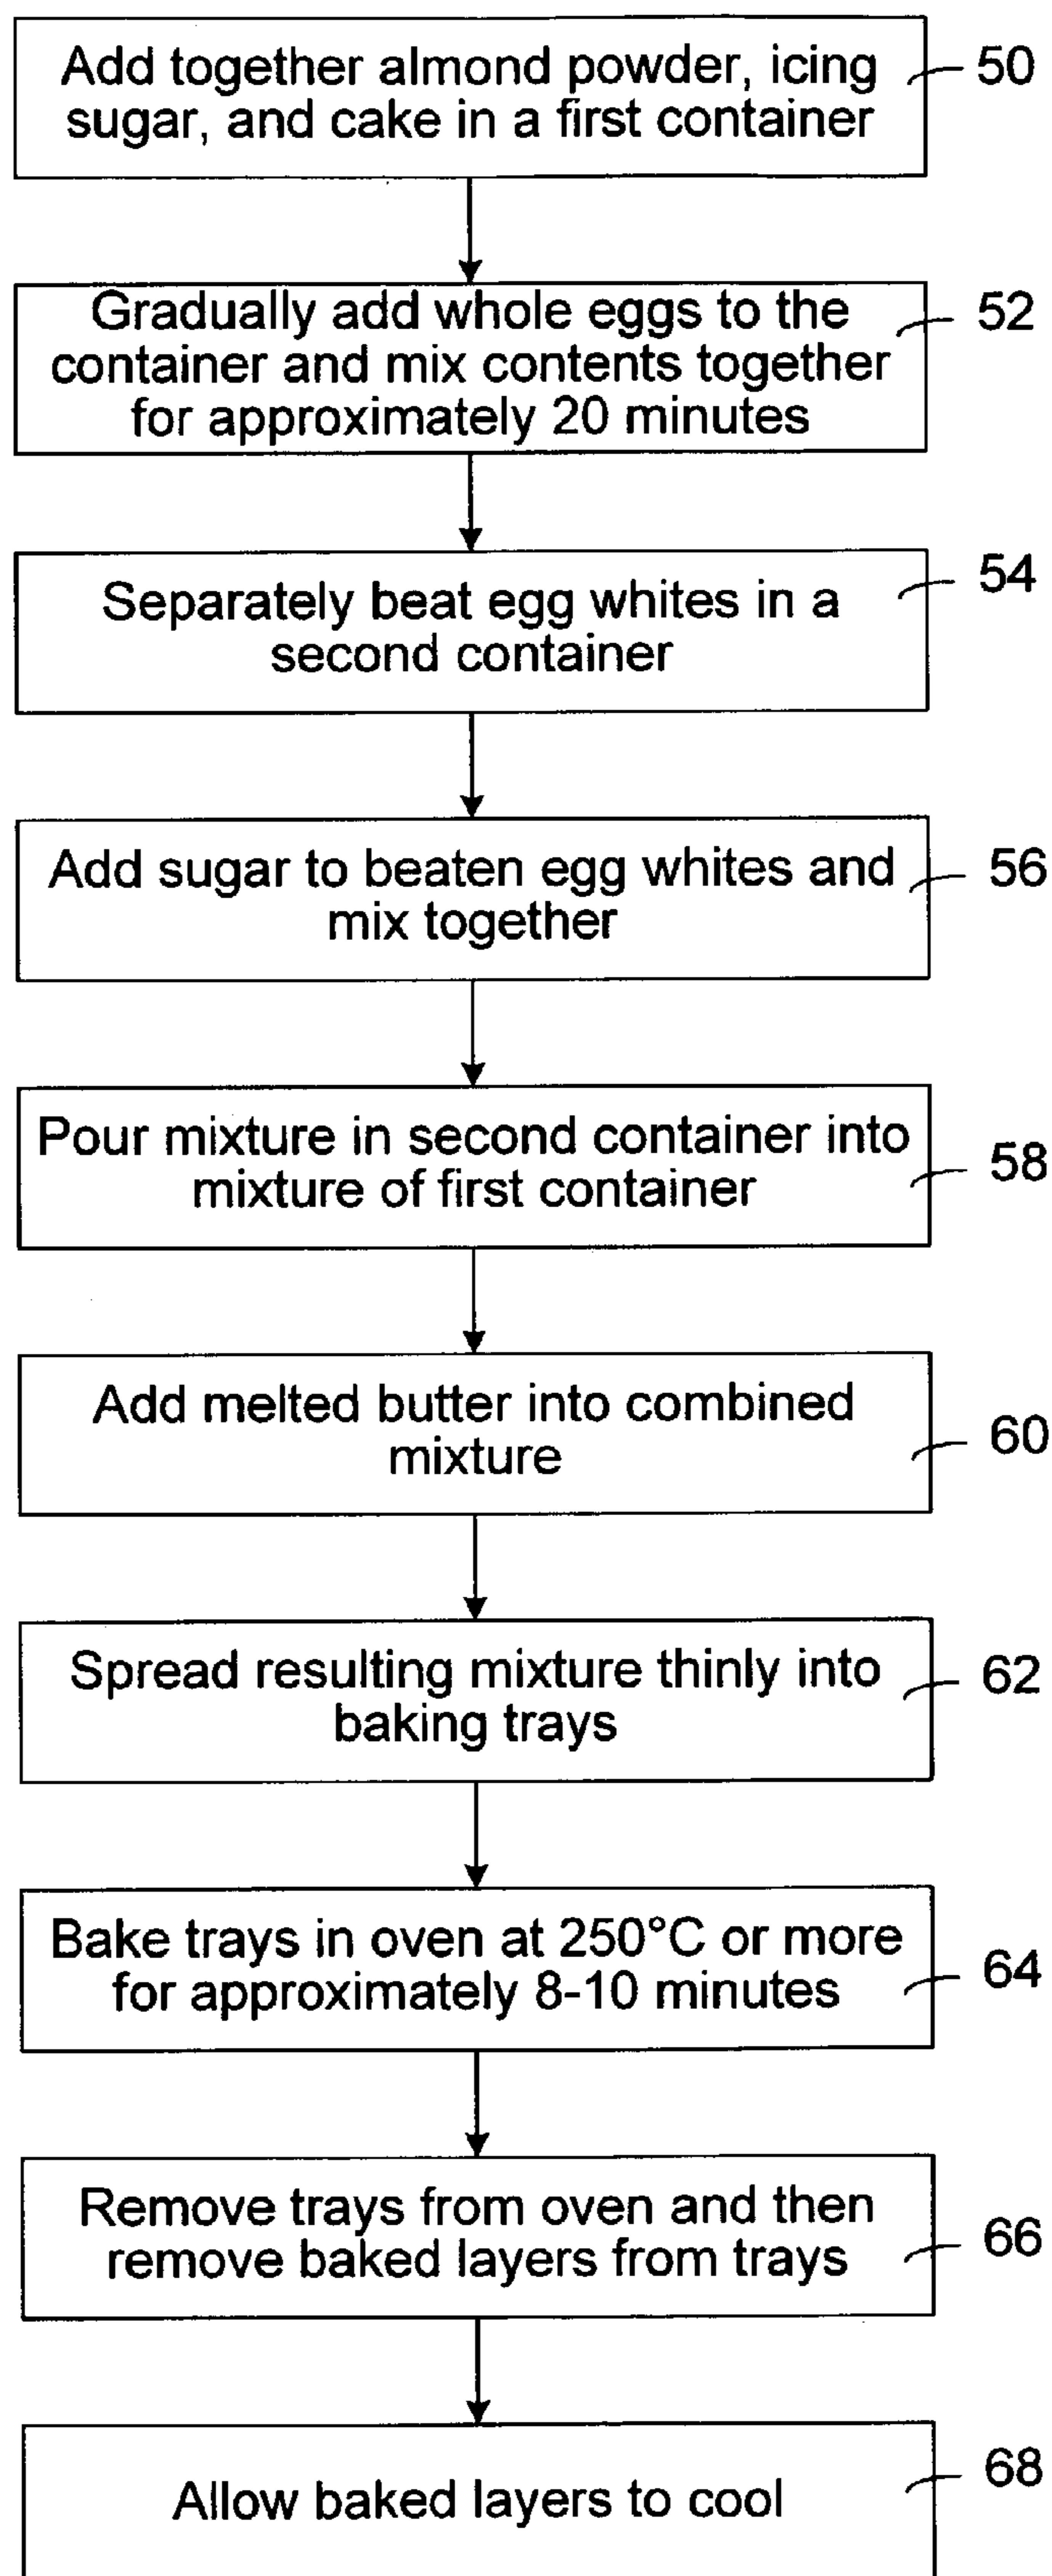 Add together almond powder, icing
sugar, and cake in a first container
50
Gradually add whole eggs to the
container and mix contents together
for approximately 20 minutes
52
Separately beat egg whites in a
second container
54
Add sugar to beaten egg whites and
mix together
56
Pour mixture in second container into
mixture of first container
58
Add melted butter into combined
mixture
60
Spread resulting mixture thinly into
baking trays
62
Bake trays in oven at 250°C or more
for approximately 8-10 minutes
64
Remove trays from oven and then
remove baked layers from trays
66
Allow baked layers to cool
68